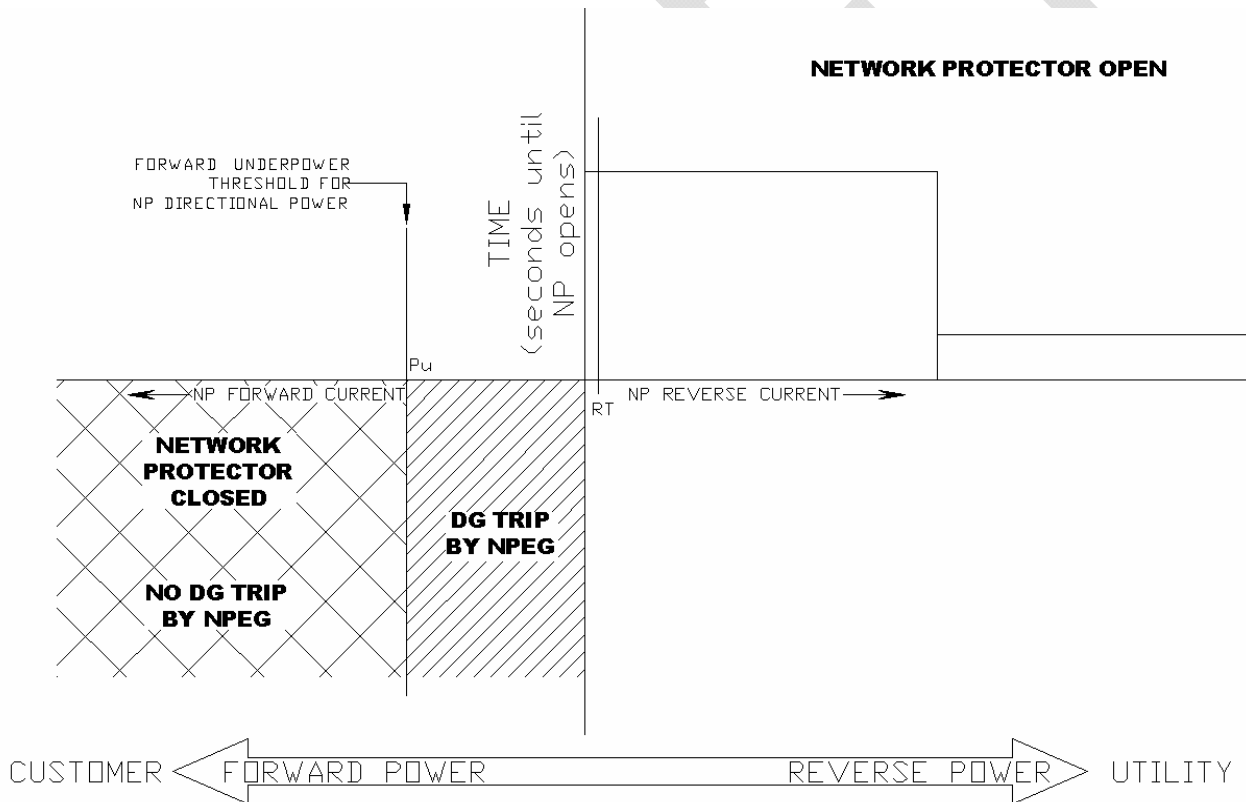 NETWORK PROTECTOR OPEN
FORWARD UNDERPOWER
THRESHOLD FOR
NP DIRECTIONAL POWER
TIME
(seconds until
NP opens)
Pu
NP FORWARD CURRENT
RT
NP REVERSE CURRENT
NETWORK
PROTECTOR
CLOSED
DG TRIP
BY NPEG
NO DG TRIP
BY NPEG
CUSTOMER
FORWARD POWER
REVERSE POWER
UTILITY